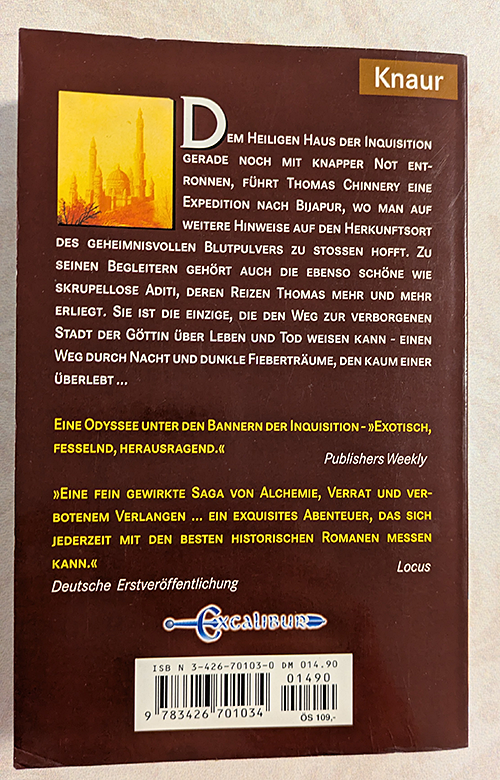 Knaur
DEM HEILIGEN HAUS DER INQUISITION
GERADE NOCH MIT KNAPPER NOT ENT-
RONNEN, FÜHRT THOMAS CHINNERY EINE
EXPEDITION NACH BIJAPUR, WO MAN AUF
WEITERE HINWEISE AUF DEN HERKUNFTSORT
DES GEHEIMNISVOLLEN BLUTPULVERS ZU STOSSEN HOFFT. ZU
SEINEN BEGLEITERN GEHÖRT AUCH DIE EBENSO SCHÖNE WIE
SKRUPELLOSE ADITI, DEREN REIZEN THOMAS MEHR UND MEHR
ERLIEGT. SIE IST DIE EINZIGE, DIE DEN WEG ZUR VERBORGENEN
STADT DER GÖTTIN ÜBER LEBEN UND TOD WEISEN KANN - EINEN
WEG DURCH NACHT UND DUNKLE FIEBERTRÄUME, DEN KAUM EINER
ÜBERLEBT ...
EINE ODYSSEE UNTER DEN BANNERN DER INQUISITION - »EXOTISCH,
FESSELND, HERAUSRAGEND.«
Publishers Weekly
»EINE FEIN GEWIRKTE SAGA VON ALCHEMIE, VERRAT UND VER-
BOTENEM VERLANGEN ... EIN EXQUISITES ABENTEUER, DAS SICH
JEDERZEIT MIT DEN BESTEN HISTORISCHEN ROMANEN MESSEN
KANN.«
Locus
Deutsche Erstveröffentlichung
EXCALIBUR
ISB N 3-426-70103-0 DM 014.90
01490
9 783426 701034
ÖS 109,-